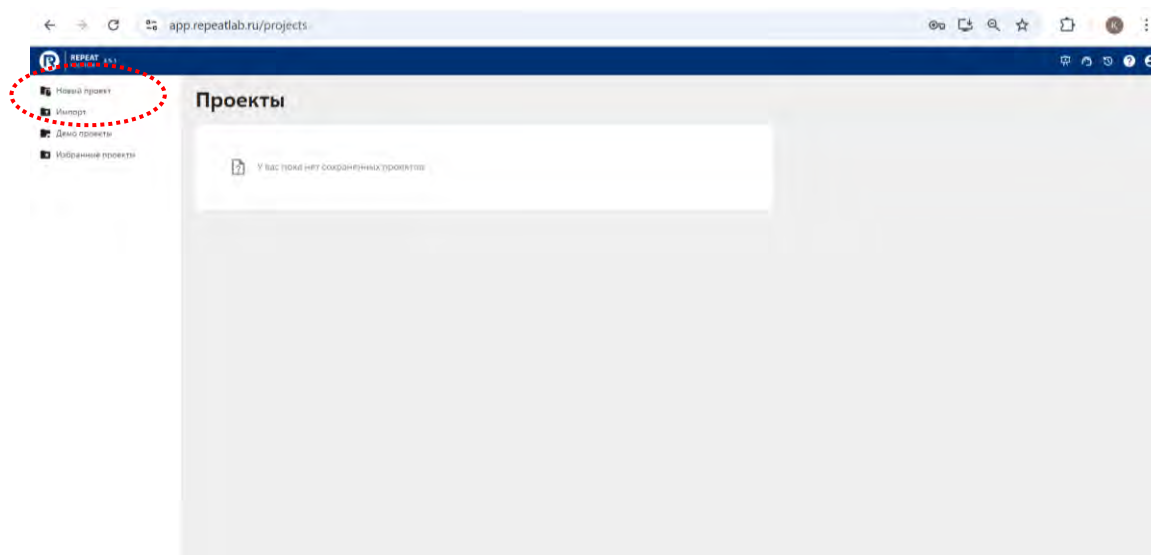 app.repeatlab.ru/projects
K
REPEAT
Новый проект
Импорт
Демо проекты
Избранные проекты
Проекты
У вас пока нет сохраненных проектов